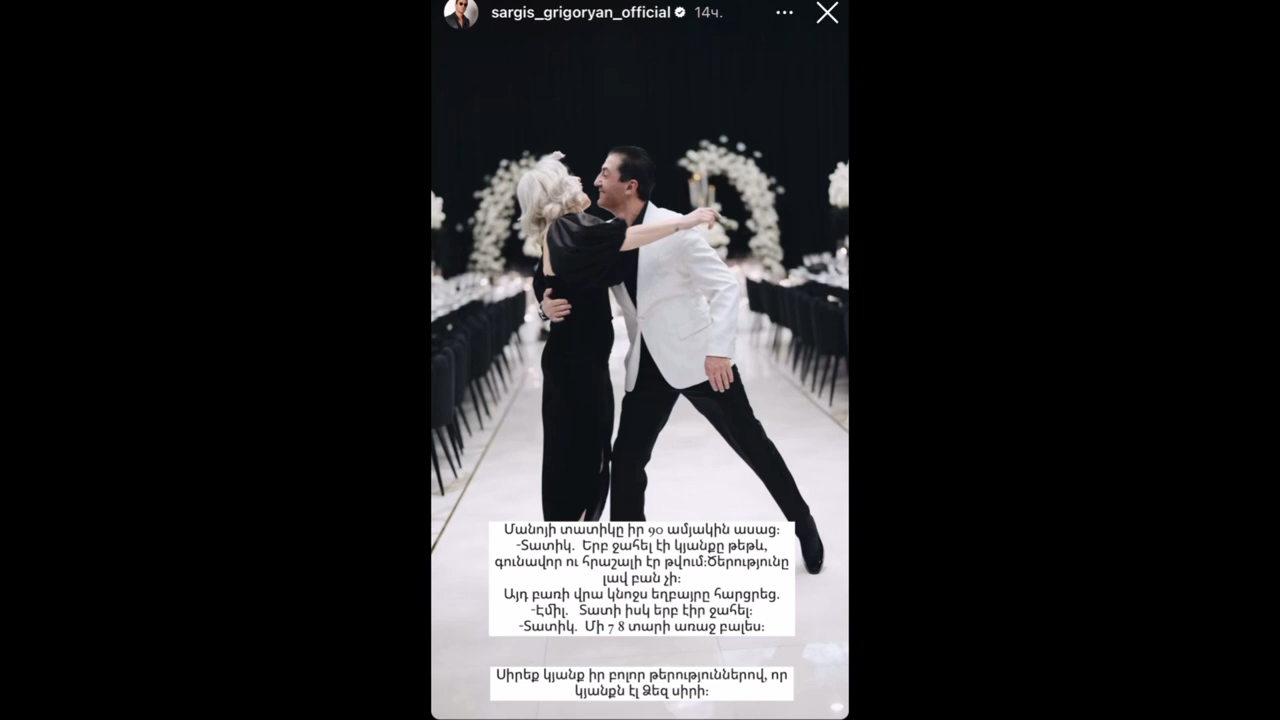 sargis_grigoryan_official 14ч.
Մանոյի տատիկը իր 90 ամյակին ասաց։
-Տատիկ.  Երբ ջահել էի կյանքը թեթև,
գունավոր ու հրաշալի էր թվում։Ծերությունը
լավ բան չի։
Այդ բառի վրա կնոջս եղբայրը հարցրեց.
-Էմիլ.  Տատի իսկ երբ էիր ջահել։
-Տատիկ.  Մի 7 8 տարի առաջ բալես։
Սիրեք կյանք իր բոլոր թերություններով, որ
կյանքն էլ Ձեզ սիրի։